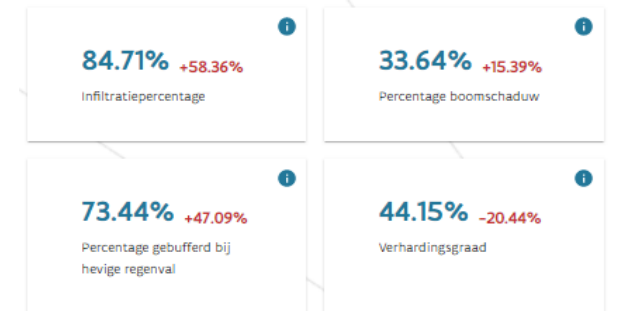 84.71% +58.36%
Infiltratiepercentage
33.64% +15.39%
Percentage boomschaduw
73.44% +47.09%
Percentage gebufferd bij
hevige regenval
44.15% -20.44%
Verhardingsgraad